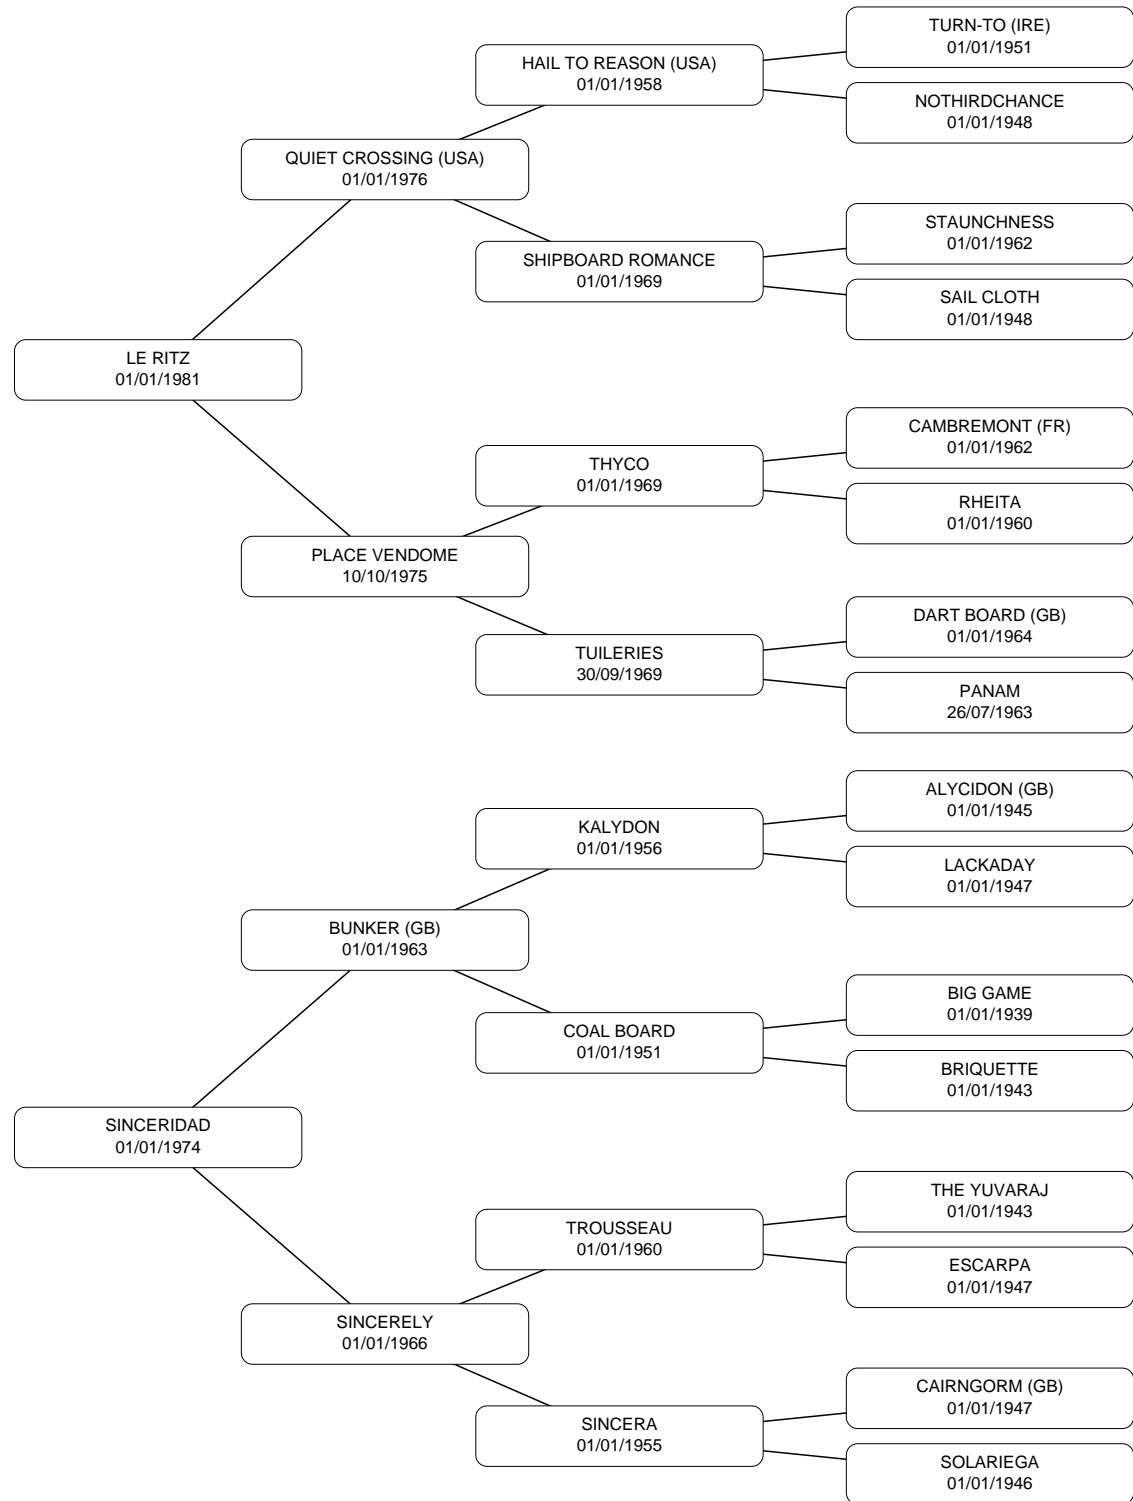 TURN-TO (IRE)
01/01/1951
HAIL TO REASON (USA)
01/01/1958
NOTHIRDCHANCE
01/01/1948
QUIET CROSSING (USA)
01/01/1976
STAUNCHNESS
01/01/1962
SHIPBOARD ROMANCE
01/01/1969
SAIL CLOTH
01/01/1948
LE RITZ
01/01/1981
CAMBREMONT (FR)
01/01/1962
THYCO
01/01/1969
RHEITA
01/01/1960
PLACE VENDOME
10/10/1975
DART BOARD (GB)
01/01/1964
TUILERIES
30/09/1969
PANAM
26/07/1963
ALYCIDON (GB)
01/01/1945
KALYDON
01/01/1956
LACKADAY
01/01/1947
BUNKER (GB)
01/01/1963
BIG GAME
01/01/1939
COAL BOARD
01/01/1951
BRIQUETTE
01/01/1943
SINCERIDAD
01/01/1974
THE YUVARAJ
01/01/1943
TROUSSEAU
01/01/1960
ESCARPA
01/01/1947
SINCERELY
01/01/1966
CAIRNGORM (GB)
01/01/1947
SINCERA
01/01/1955
SOLARIEGA
01/01/1946